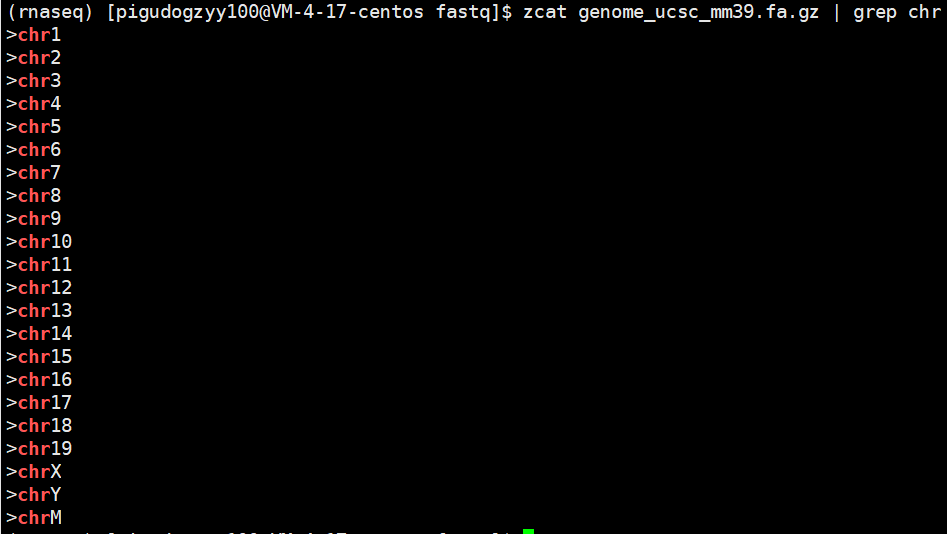 (rnaseq) [pigudogzyy100@VM-4-17-centos fastq]$ zcat genome_ucsc_mm39.fa.gz | grep chr
>chr1
>chr2
>chr3
>chr4
>chr5
>chr6
>chr7
>chr8
>chr9
>chr10
>chr11
>chr12
>chr13
>chr14
>chr15
>chr16
>chr17
>chr18
>chr19
>chrX
>chrY
>chrM